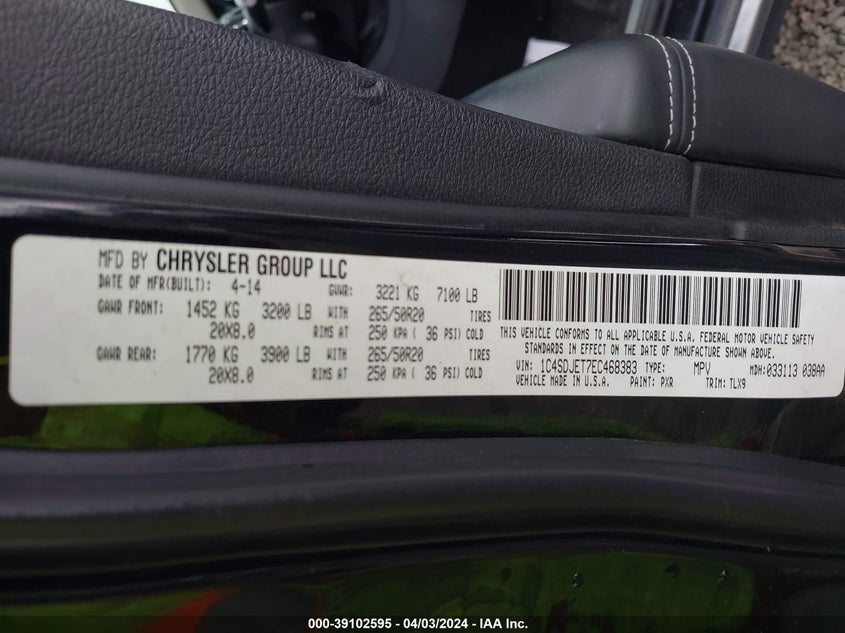 MFD BY CHRYSLER GROUP LLC
DATE OF MFR(BUILT): 4-14 GVWR: 3221 KG 7100 LB
GAWR FRONT: 1452 KG 3200 LB WITH 265/50R20 TIRES
20X8.0 RIMS AT 250 KPA ( 36 PSI) COLD
GAWR REAR: 1770 KG 3900 LB WITH 265/50R20 TIRES
20X8.0 RIMS AT 250 KPA ( 36 PSI) COLD
THIS VEHICLE CONFORMS TO ALL APPLICABLE U.S.A. FEDERAL MOTOR VEHICLE SAFETY
STANDARDS IN EFFECT ON THE DATE OF MANUFACTURE SHOWN ABOVE.
VIN: 1C4SDJET7EC468383 TYPE: MPV MDH: 033113 038AA
VEHICLE MADE IN U.S.A. PAINT: PXR TRIM: TLX9
000-39102595 - 04/03/2024 - IAA Inc.